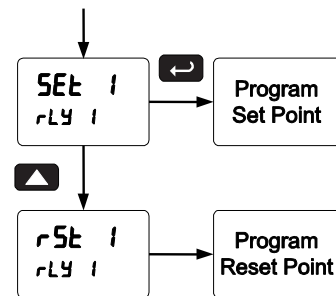 SEt 1
rLY 1
Program
Set Point
rSt 1
rLY 1
Program
Reset Point